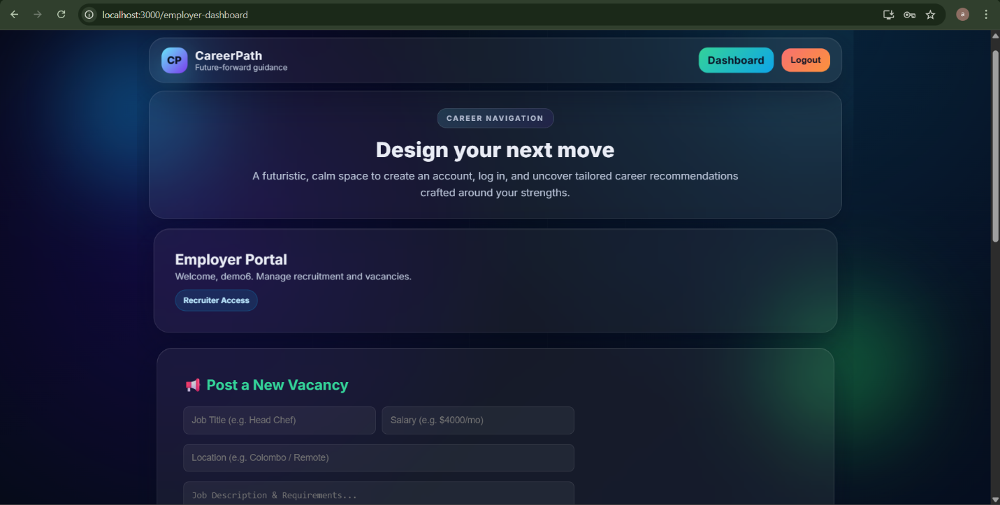 localhost:3000/employer-dashboard
a
CP
CareerPath
Future-forward guidance
Dashboard
Logout
CAREER NAVIGATION
Design your next move
A futuristic, calm space to create an account, log in, and uncover tailored career recommendations
crafted around your strengths.
Employer Portal
Welcome, demo6. Manage recruitment and vacancies.
Recruiter Access
Post a New Vacancy
Job Title (e.g. Head Chef)
Salary (e.g. $4000/mo)
Location (e.g. Colombo / Remote)
Job Description & Requirements...